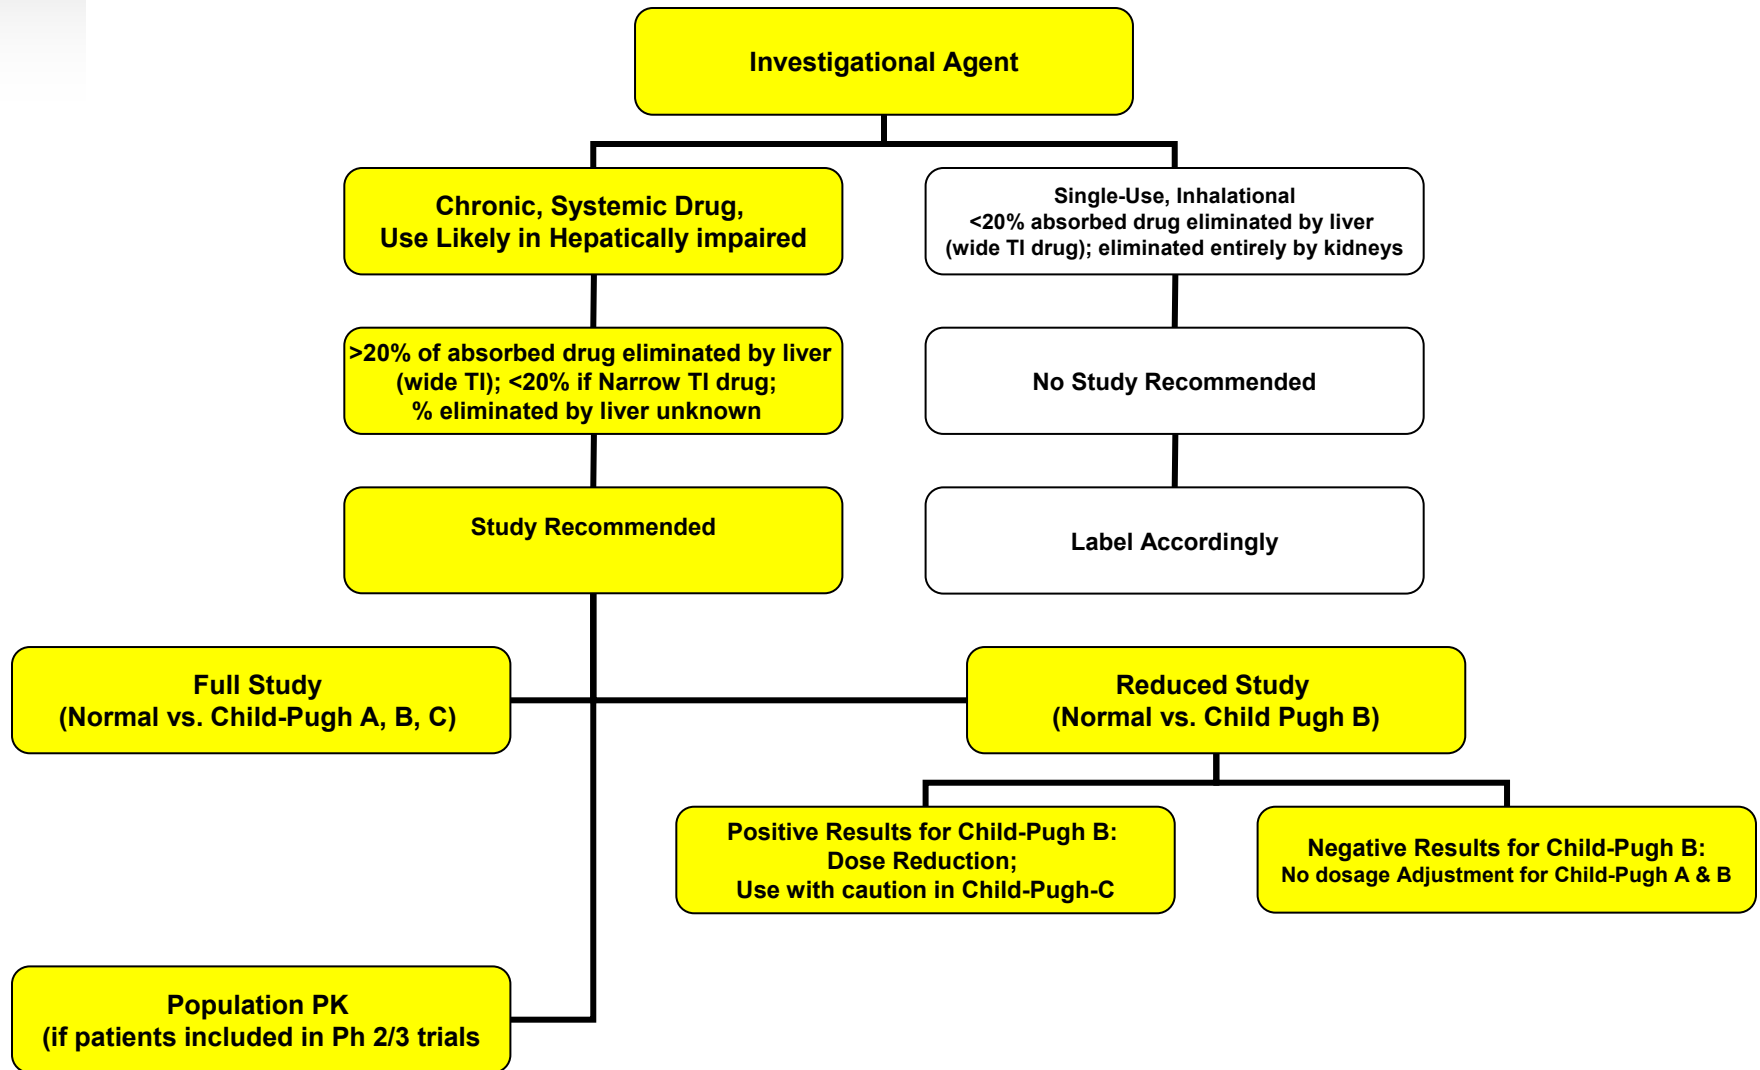 Investigational Agent
Chronic, Systemic Drug,
Use Likely in Hepatically impaired
Single-Use, Inhalational
<20% absorbed drug eliminated by liver
(wide TI drug); eliminated entirely by kidneys
>20% of absorbed drug eliminated by liver
(wide TI); <20% if Narrow TI drug;
% eliminated by liver unknown
No Study Recommended
Study Recommended
Label Accordingly
Full Study
(Normal vs. Child-Pugh A, B, C)
Reduced Study
(Normal vs. Child Pugh B)
Positive Results for Child-Pugh B:
Dose Reduction;
Use with caution in Child-Pugh-C
Negative Results for Child-Pugh B:
No dosage Adjustment for Child-Pugh A & B
Population PK
(if patients included in Ph 2/3 trials